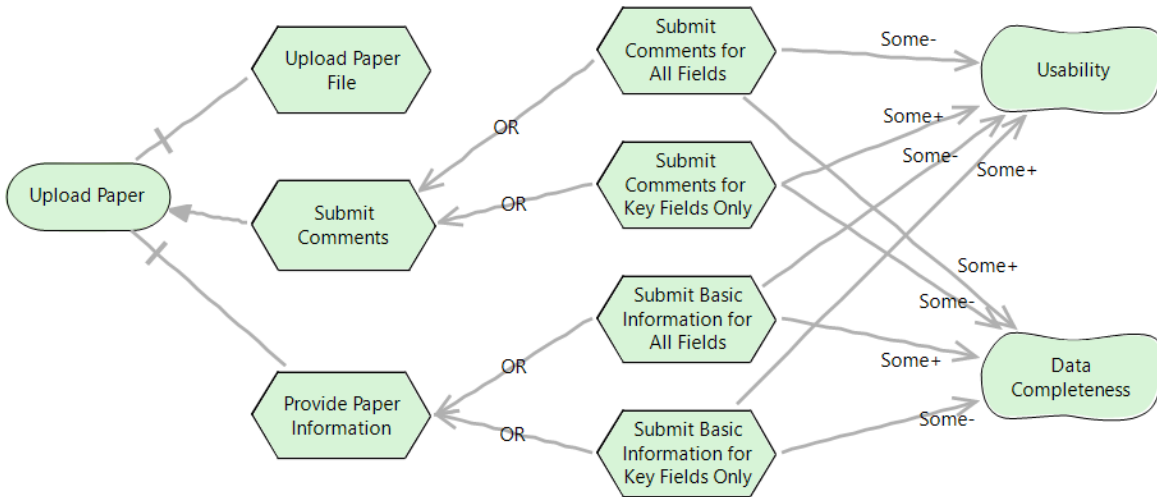 Upload Paper
File
Submit
Comments for
All Fields
Some-
Usability
OR
Some+
Some-
Some+
Upload Paper
Submit
Comments
OR
Submit
Comments for
Key Fields Only
Some+
Some-
Submit Basic
Information for
All Fields
OR
Some+
Data
Completeness
Provide Paper
Information
OR
Submit Basic
Information for
Key Fields Only
Some-